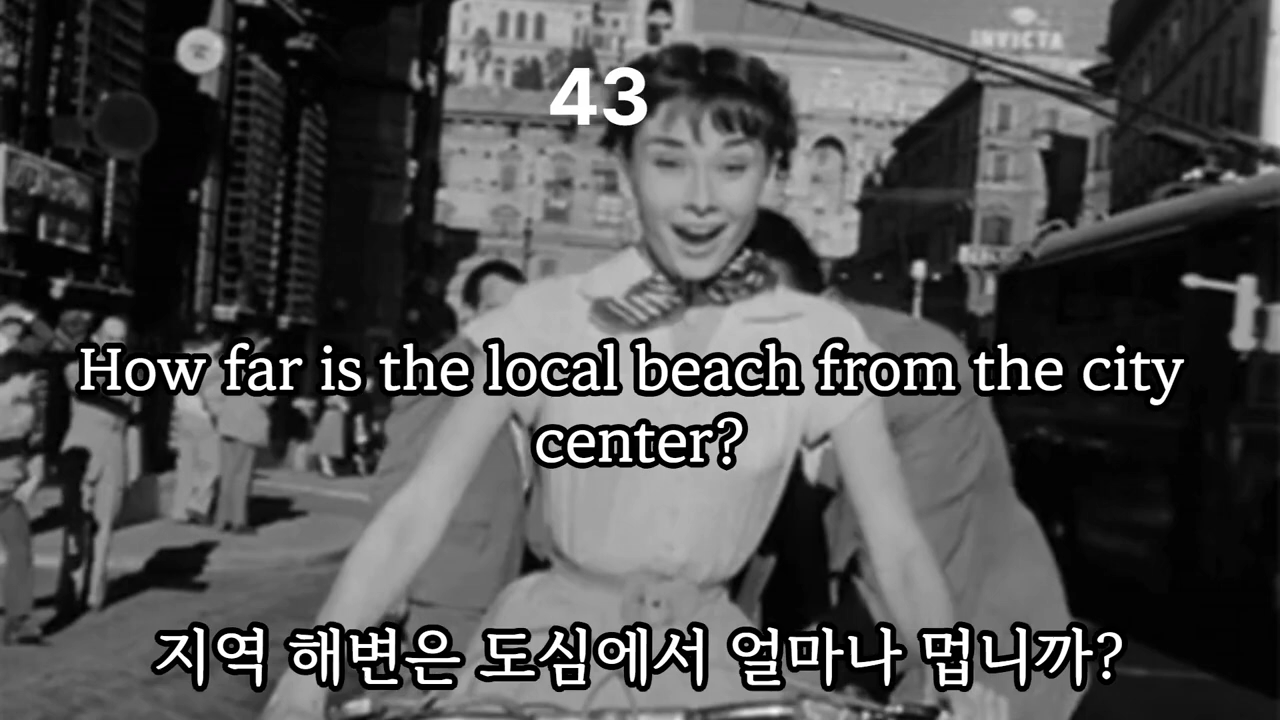 INVICTA
43
How far is the local beach from the city
center?
지역 해변은 도심에서 얼마나 멉니까?